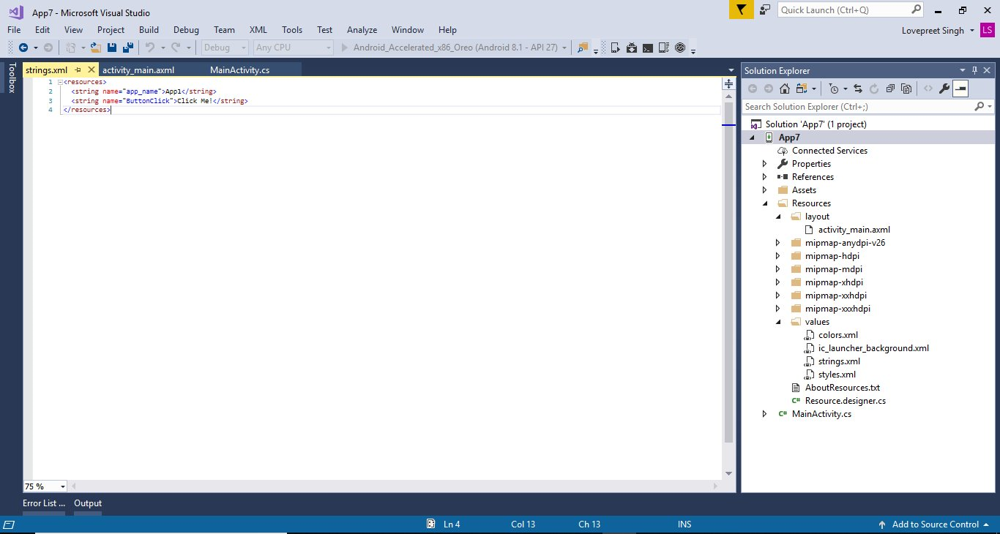 App7 - Microsoft Visual Studio
Quick Launch (Ctrl+Q)
File Edit View Project Build Debug Team XML Tools Test Analyze Window Help
Lovepreet Singh LS
Debug Any CPU Android_Accelerated_x86_Oreo (Android 8.1 - API 27)
Toolbox
strings.xml activity_main.axml MainActivity.cs
1 <resources>
2 <string name="app_name">App1</string>
3 <string name="ButtonClick">Click Me!</string>
4 </resources>
75 %
Error List ... Output
Solution Explorer
Search Solution Explorer (Ctrl+;)
Solution 'App7' (1 project)
App7
Connected Services
Properties
References
Assets
Resources
layout
activity_main.axml
mipmap-anydpi-v26
mipmap-hdpi
mipmap-mdpi
mipmap-xhdpi
mipmap-xxhdpi
mipmap-xxxhdpi
values
colors.xml
ic_launcher_background.xml
strings.xml
styles.xml
AboutResources.txt
C# Resource.designer.cs
C# MainActivity.cs
Ln 4 Col 13 Ch 13 INS Add to Source Control